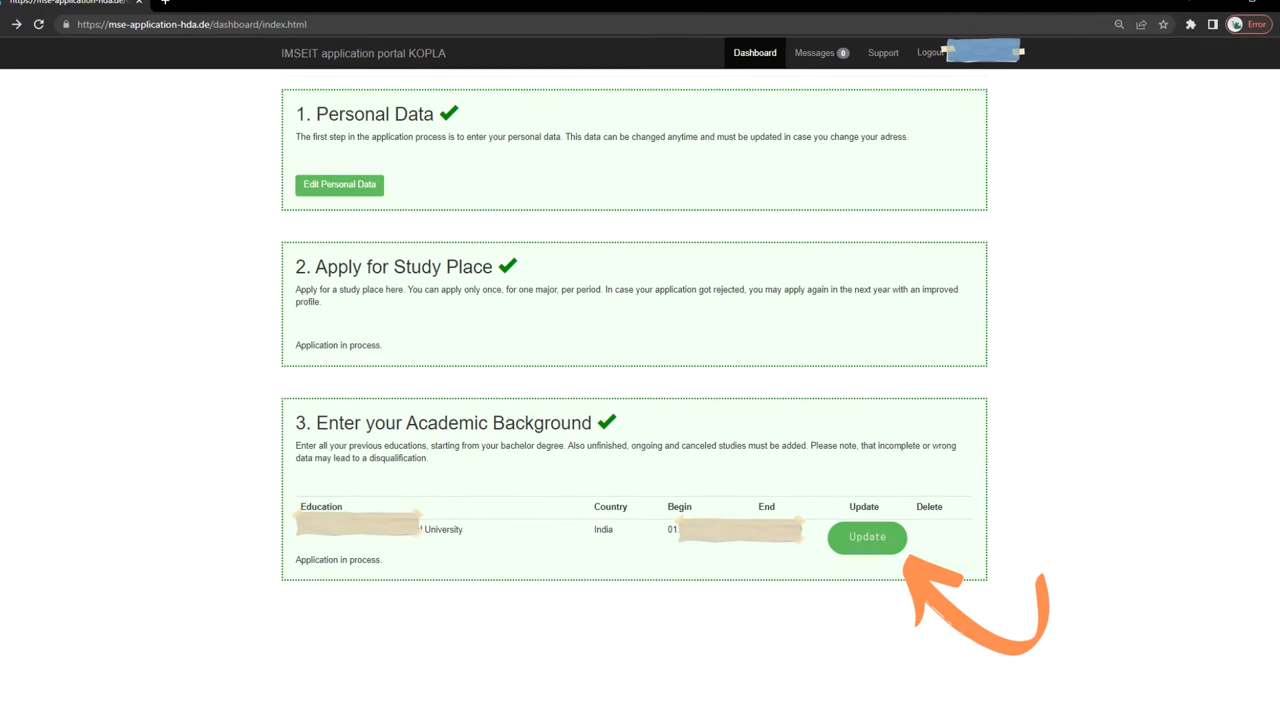 https://mse-application-hda.de/
https://mse-application-hda.de/dashboard/index.html
Error
IMSEIT application portal KOPLA
Dashboard
Messages 0
Support
Logout
1. Personal Data
The first step in the application process is to enter your personal data. This data can be changed anytime and must be updated in case you change your adress.
Edit Personal Data
2. Apply for Study Place
Apply for a study place here. You can apply only once, for one major, per period. In case your application got rejected, you may apply again in the next year with an improved
profile.
Application in process.
3. Enter your Academic Background
Enter all your previous educations, starting from your bachelor degree. Also unfinished, ongoing and canceled studies must be added. Please note, that incomplete or wrong
data may lead to a disqualification.
Education Country Begin End Update Delete
University India 01 Update
Application in process.